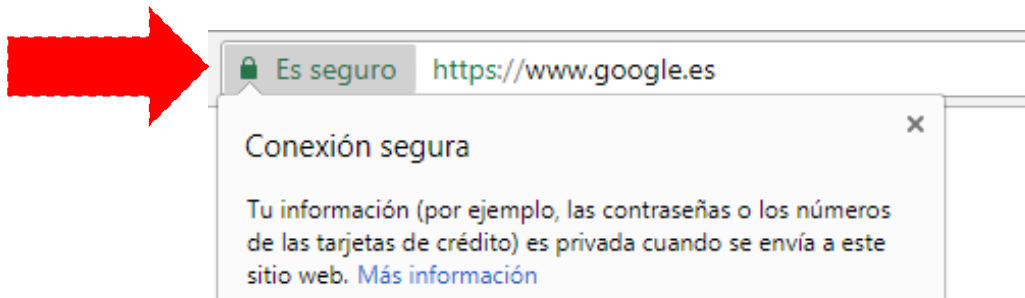 Es seguro https://www.google.es
Conexión segura
Tu información (por ejemplo, las contraseñas o los números
de las tarjetas de crédito) es privada cuando se envía a este
sitio web. Más información